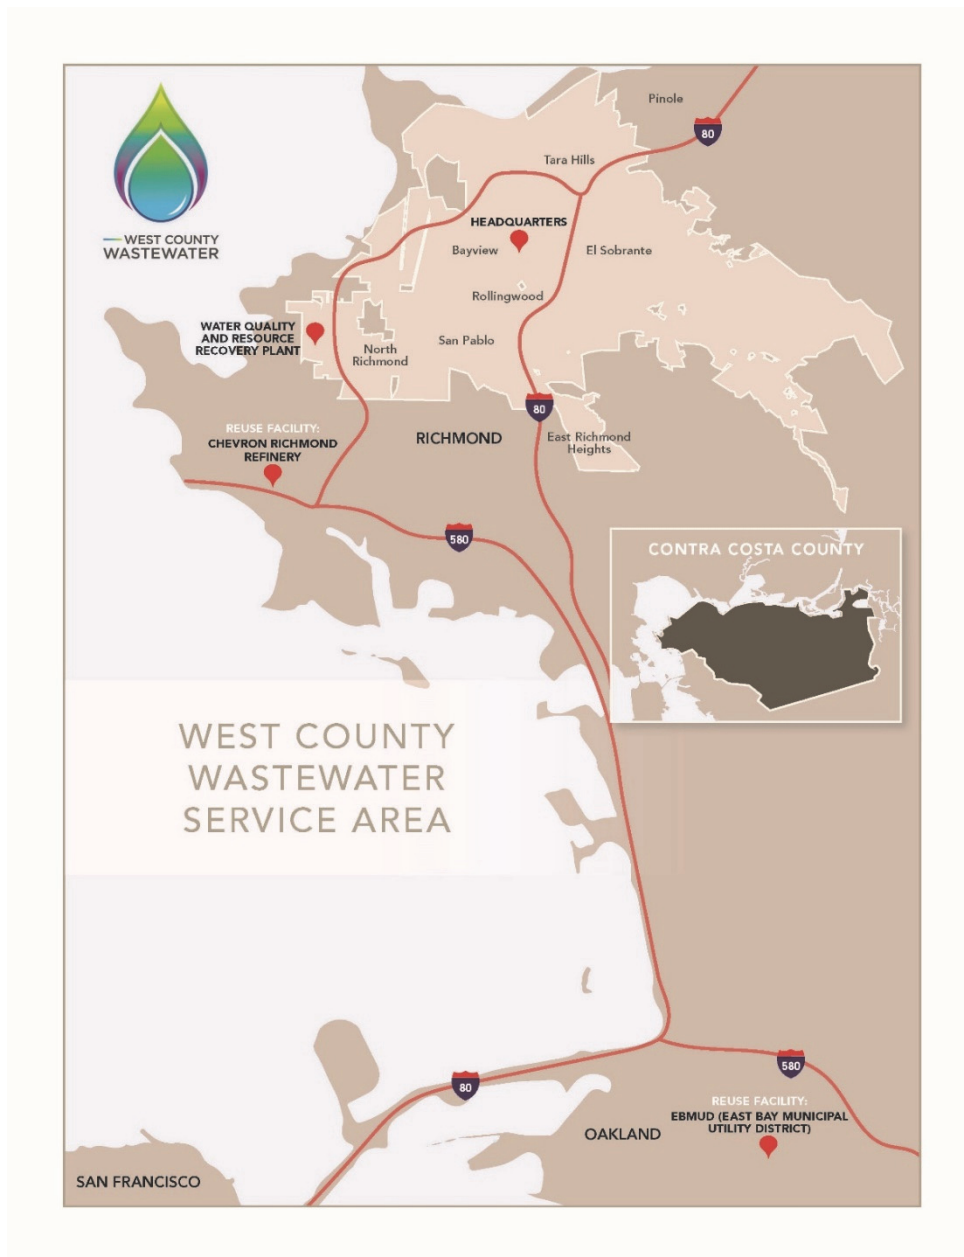 Pinole
80
Tara Hills
WEST COUNTY
WASTEWATER
HEADQUARTERS
Bayview
El Sobrante
Rollingwood
WATER QUALITY
AND RESOURCE
RECOVERY PLANT
San Pablo
North
Richmond
80
REUSE FACILITY:
CHEVRON RICHMOND
REFINERY
RICHMOND
East Richmond
Heights
580
CONTRA COSTA COUNTY
WEST COUNTY
WASTEWATER
SERVICE AREA
580
80
REUSE FACILITY:
EBMUD (EAST BAY MUNICIPAL
UTILITY DISTRICT)
OAKLAND
SAN FRANCISCO